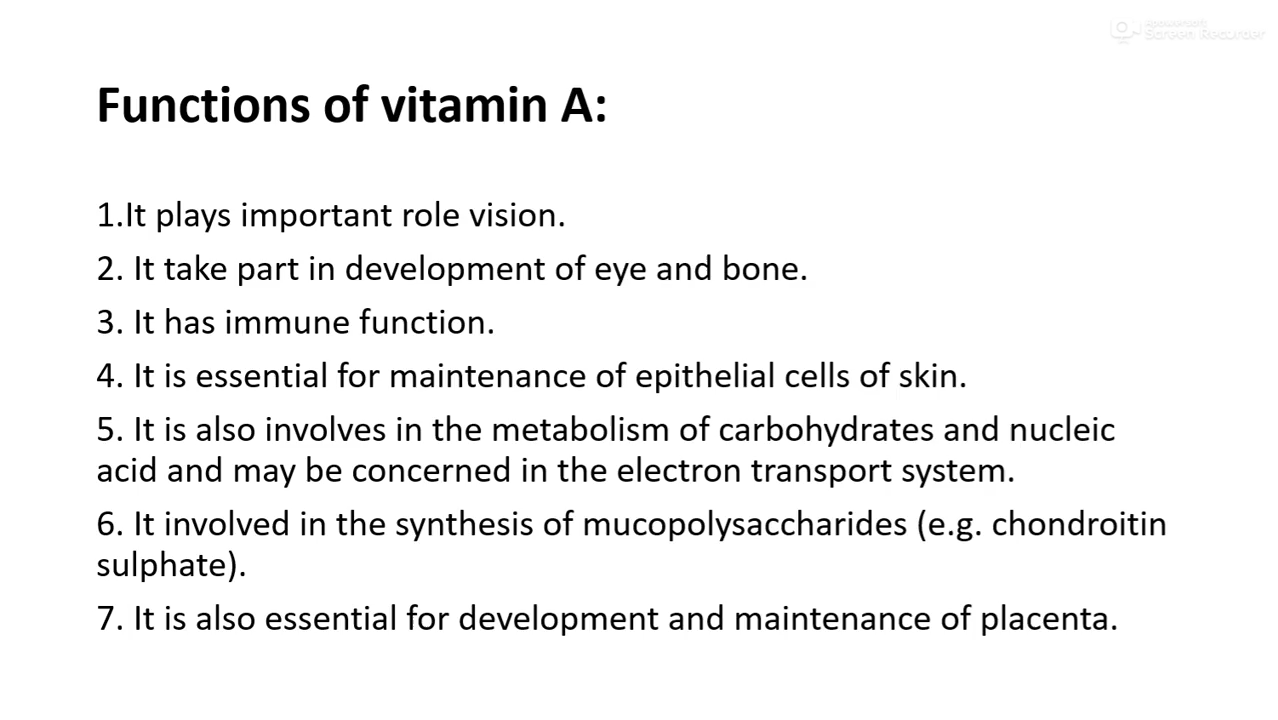 Apowersoft
Screen Recorder
Functions of vitamin A:
1.It plays important role vision.
2. It take part in development of eye and bone.
3. It has immune function.
4. It is essential for maintenance of epithelial cells of skin.
5. It is also involves in the metabolism of carbohydrates and nucleic
acid and may be concerned in the electron transport system.
6. It involved in the synthesis of mucopolysaccharides (e.g. chondroitin
sulphate).
7. It is also essential for development and maintenance of placenta.